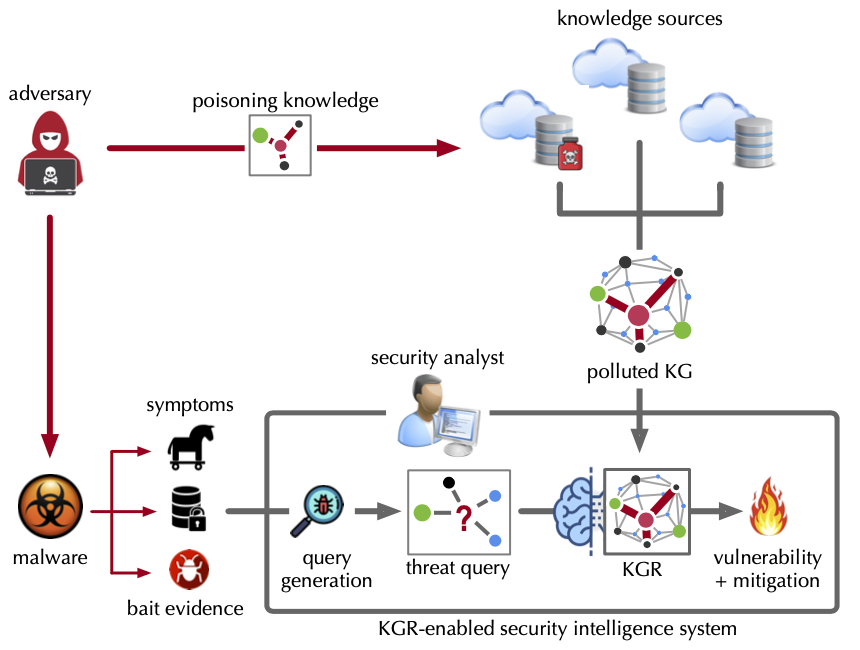 knowledge sources
adversary
poisoning knowledge
security analyst
polluted KG
symptoms
?
malware
query
generation
threat query
KGR
vulnerability
+ mitigation
bait evidence
KGR-enabled security intelligence system